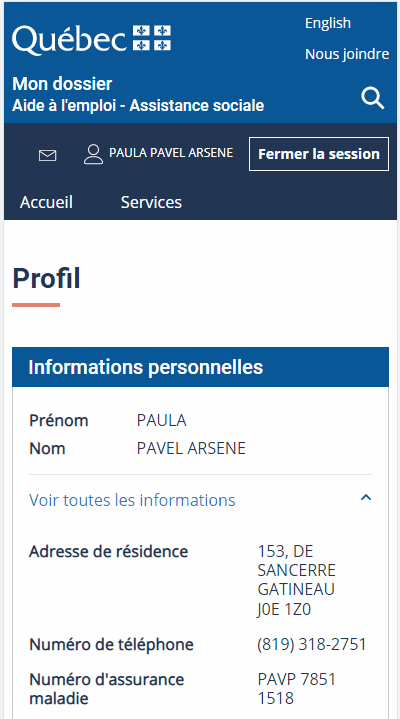 English
Québec
Nous joindre
Mon dossier
Aide à l'emploi - Assistance sociale
PAULA PAVEL ARSENE
Fermer la session
Accueil Services
Profil
Informations personnelles
Prénom PAULA
Nom PAVEL ARSENE
Voir toutes les informations
Adresse de résidence 153, DE
SANCERRE
GATINEAU
J0E 1Z0
Numéro de téléphone (819) 318-2751
Numéro d'assurance PAVP 7851
maladie 1518